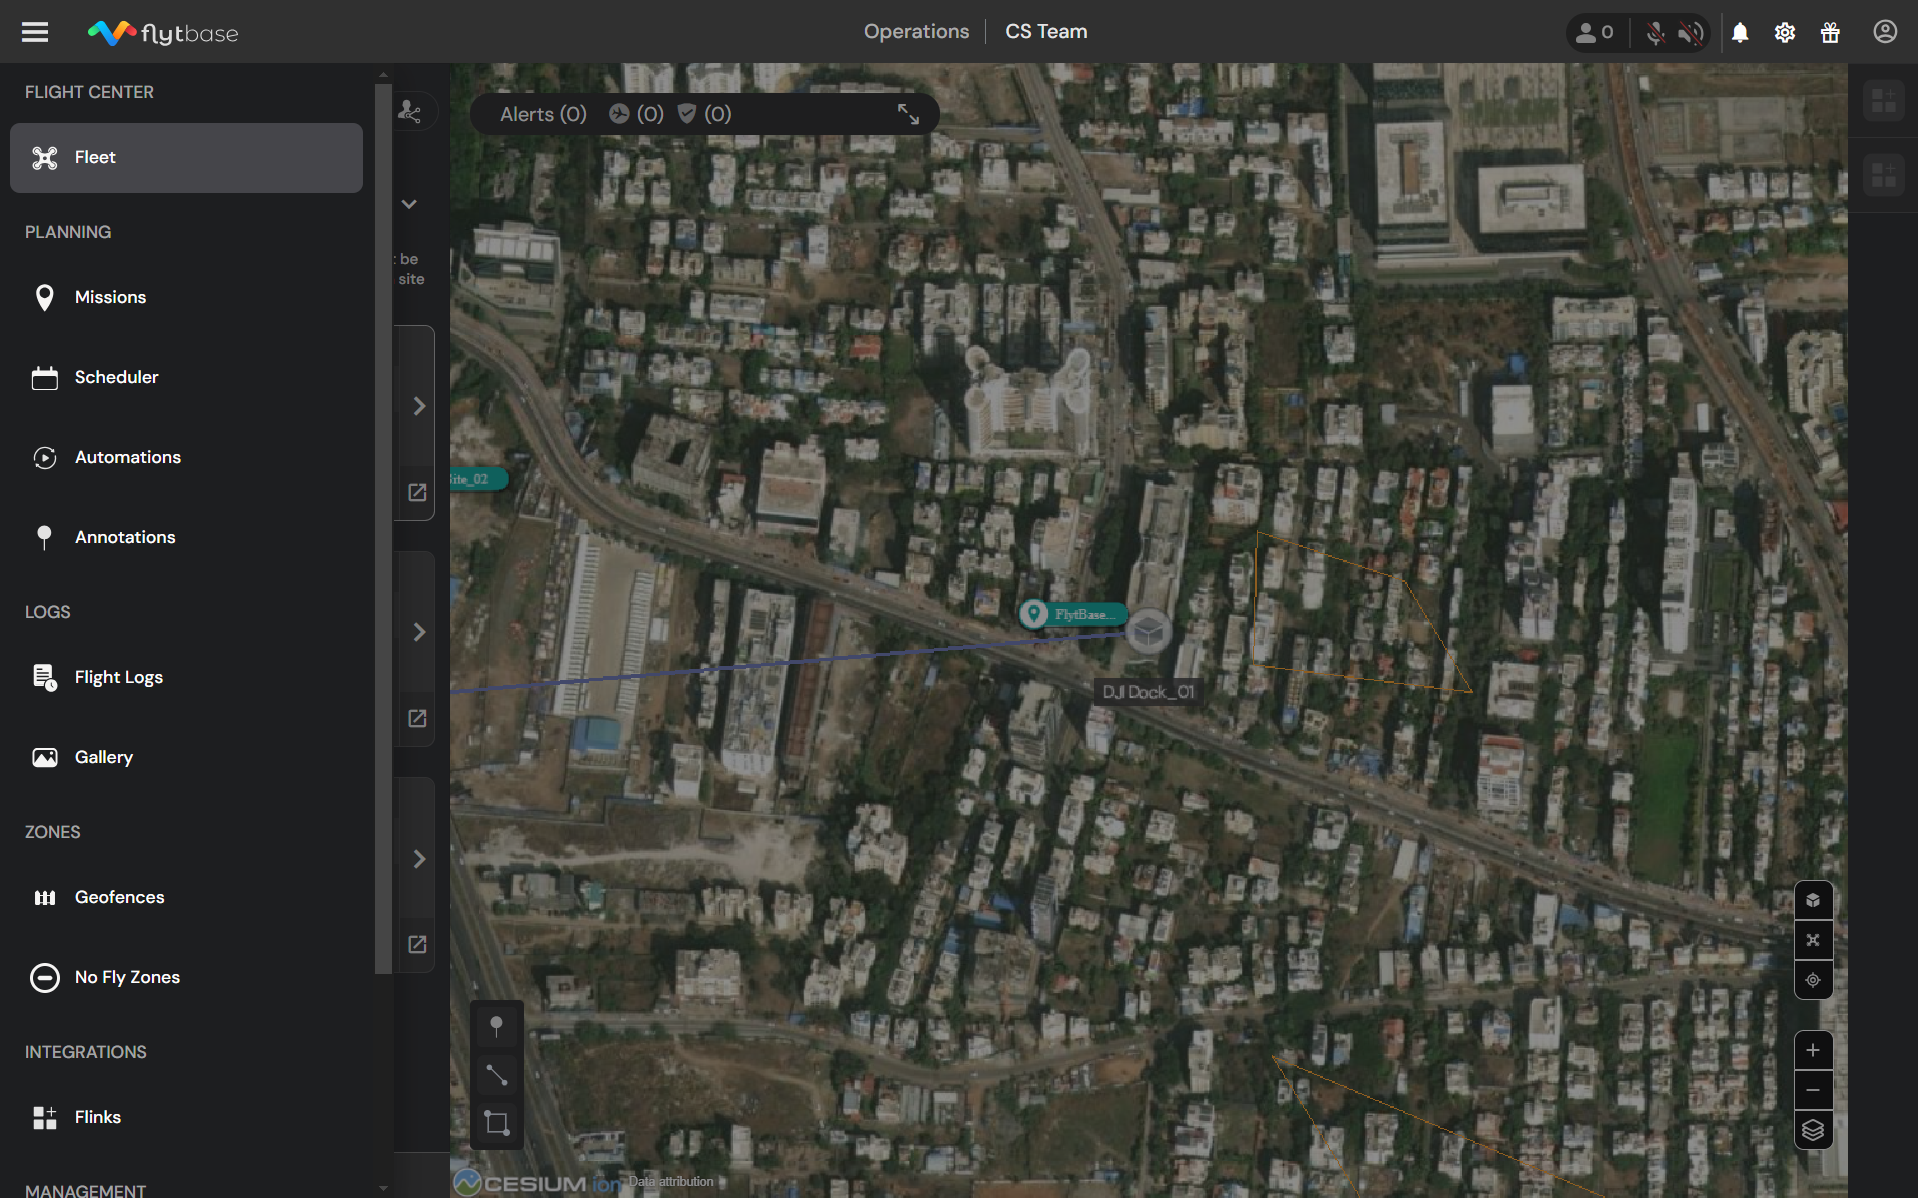 flytbase
Operations
CS Team
0
FLIGHT CENTER
Fleet
PLANNING
Missions
Scheduler
Automations
Annotations
LOGS
Flight Logs
Gallery
ZONES
Geofences
No Fly Zones
INTEGRATIONS
Flinks
MANAGEMENT
be
site
Alerts (0) (0) (0)
ite_02
FlytBase...
DJI Dock_01
CESIUM ion
Data attribution